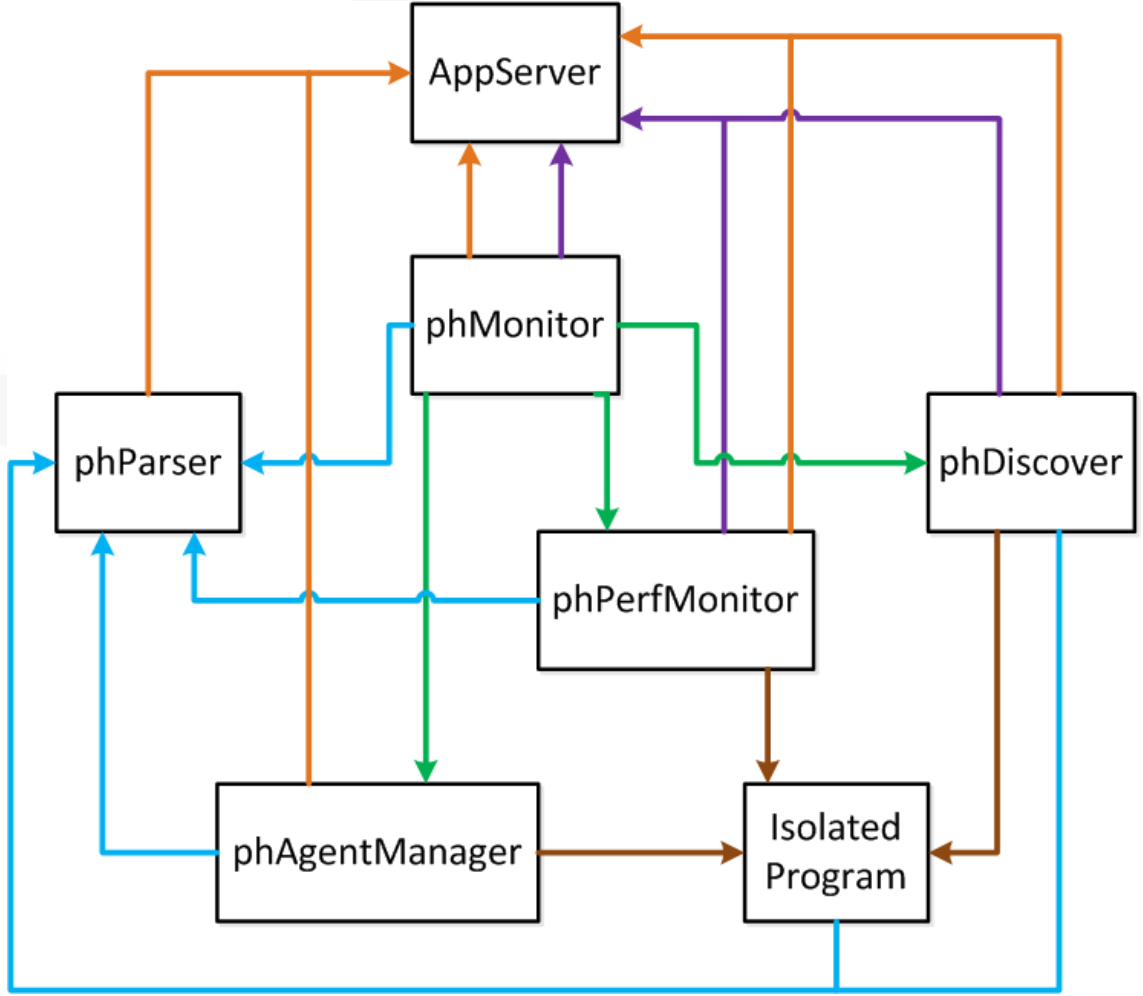 AppServer
phMonitor
phParser
phDiscover
phPerfMonitor
phAgentManager
Isolated
Program